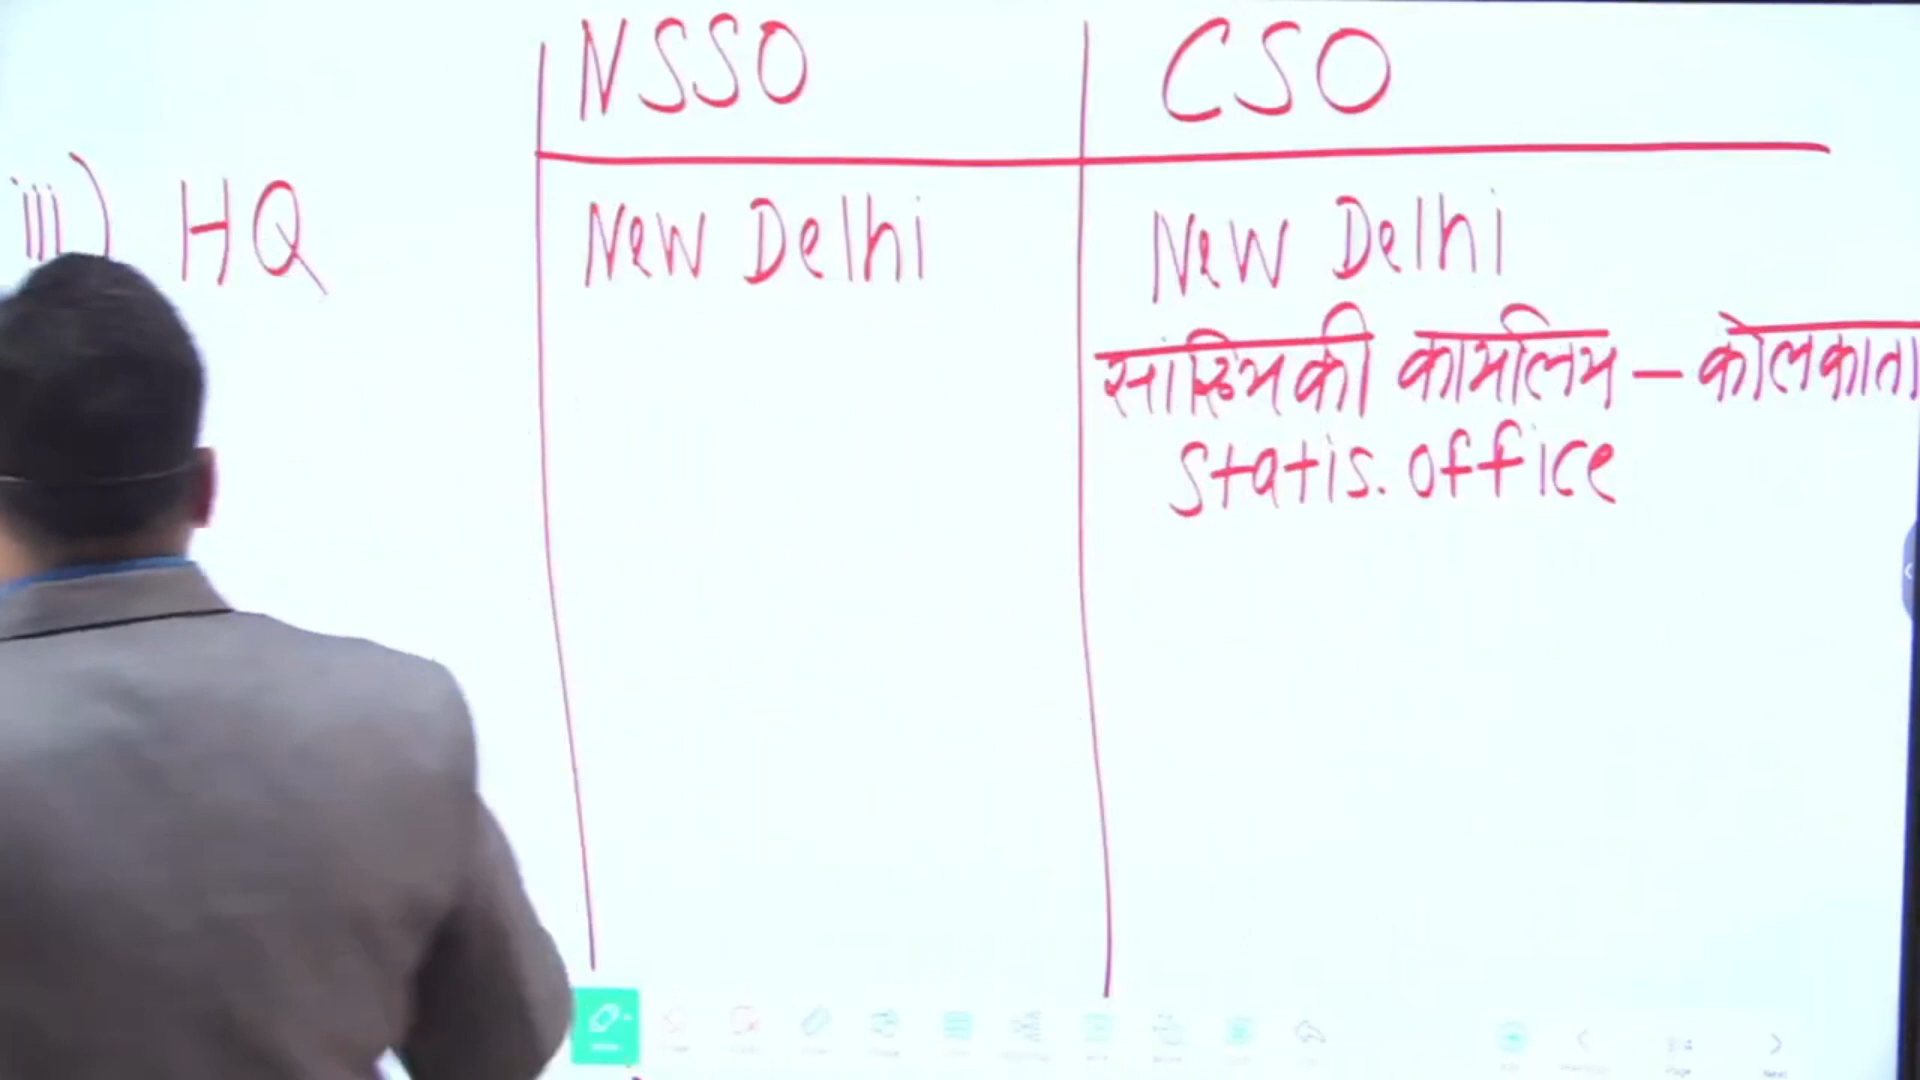 NSSO CSO
iii) HQ New Delhi New Delhi
सांख्यिकी कार्यालय - कोलकाता
Statis. office